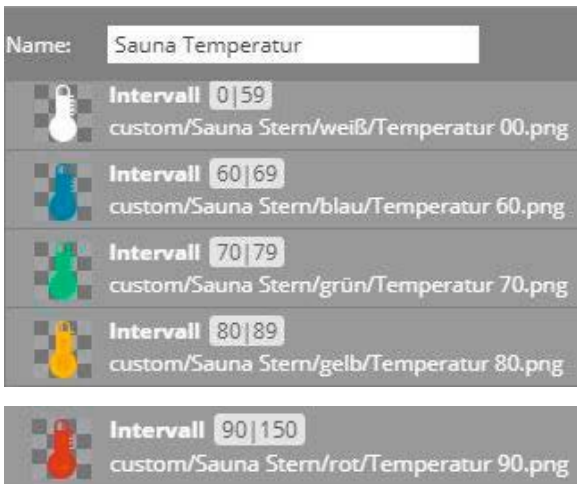 Name: Sauna Temperatur
Intervall 0|59
custom/Sauna Stern/weiß/Temperatur 00.png
Intervall 60|69
custom/Sauna Stern/blau/Temperatur 60.png
Intervall 70|79
custom/Sauna Stern/grün/Temperatur 70.png
Intervall 80|89
custom/Sauna Stern/gelb/Temperatur 80.png
Intervall 90|150
custom/Sauna Stern/rot/Temperatur 90.png